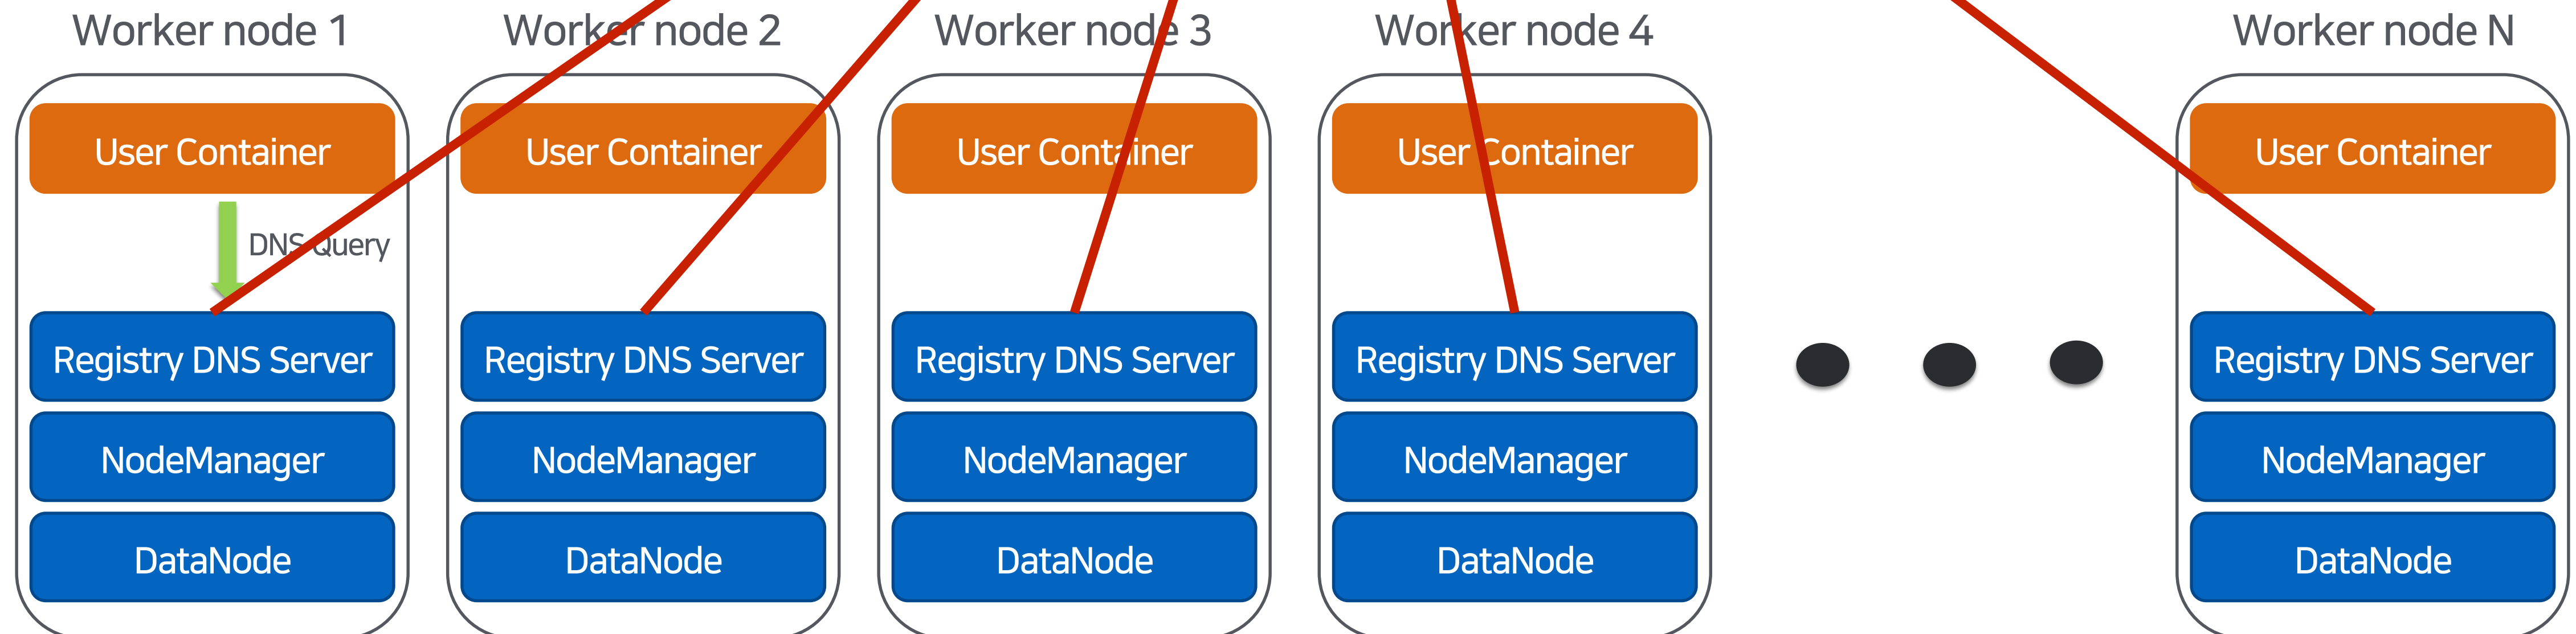 Worker node 1
Worker node 2
Worker node 3
Worker node 4
Worker node N
User Container
User Container
User Container
User Container
User Container
DNS Query
Registry DNS Server
Registry DNS Server
Registry DNS Server
Registry DNS Server
Registry DNS Server
NodeManager
NodeManager
NodeManager
NodeManager
NodeManager
DataNode
DataNode
DataNode
DataNode
DataNode